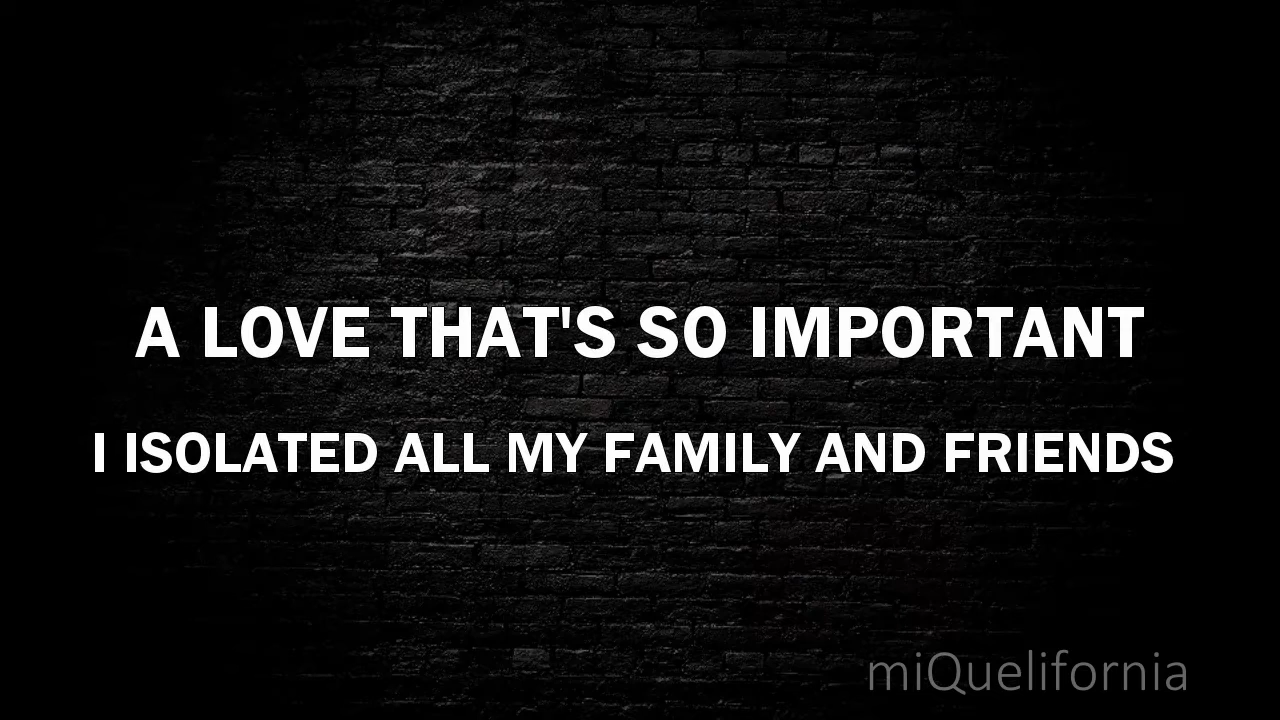 A LOVE THAT'S SO IMPORTANT
I ISOLATED ALL MY FAMILY AND FRIENDS
miQuelifornia